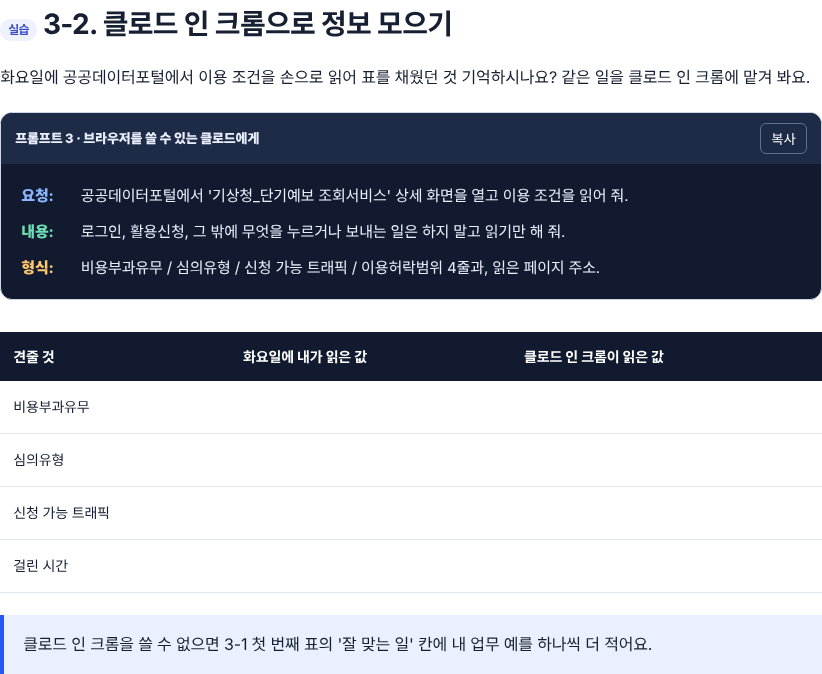 실습 3-2. 클로드 인 크롬으로 정보 모으기
화요일에 공공데이터포털에서 이용 조건을 손으로 읽어 표를 채웠던 것 기억하시나요? 같은 일을 클로드 인 크롬에 맡겨 봐요.
프롬프트 3 · 브라우저를 쓸 수 있는 클로드에게 복사
요청: 공공데이터포털에서 '기상청_단기예보 조회서비스' 상세 화면을 열고 이용 조건을 읽어 줘.
내용: 로그인, 활용신청, 그 밖에 무엇을 누르거나 보내는 일은 하지 말고 읽기만 해 줘.
형식: 비용부과유무 / 심의유형 / 신청 가능 트래픽 / 이용허락범위 4줄과, 읽은 페이지 주소.
견줄 것 화요일에 내가 읽은 값 클로드 인 크롬이 읽은 값
비용부과유무
심의유형
신청 가능 트래픽
걸린 시간
클로드 인 크롬을 쓸 수 없으면 3-1 첫 번째 표의 '잘 맞는 일' 칸에 내 업무 예를 하나씩 더 적어요.